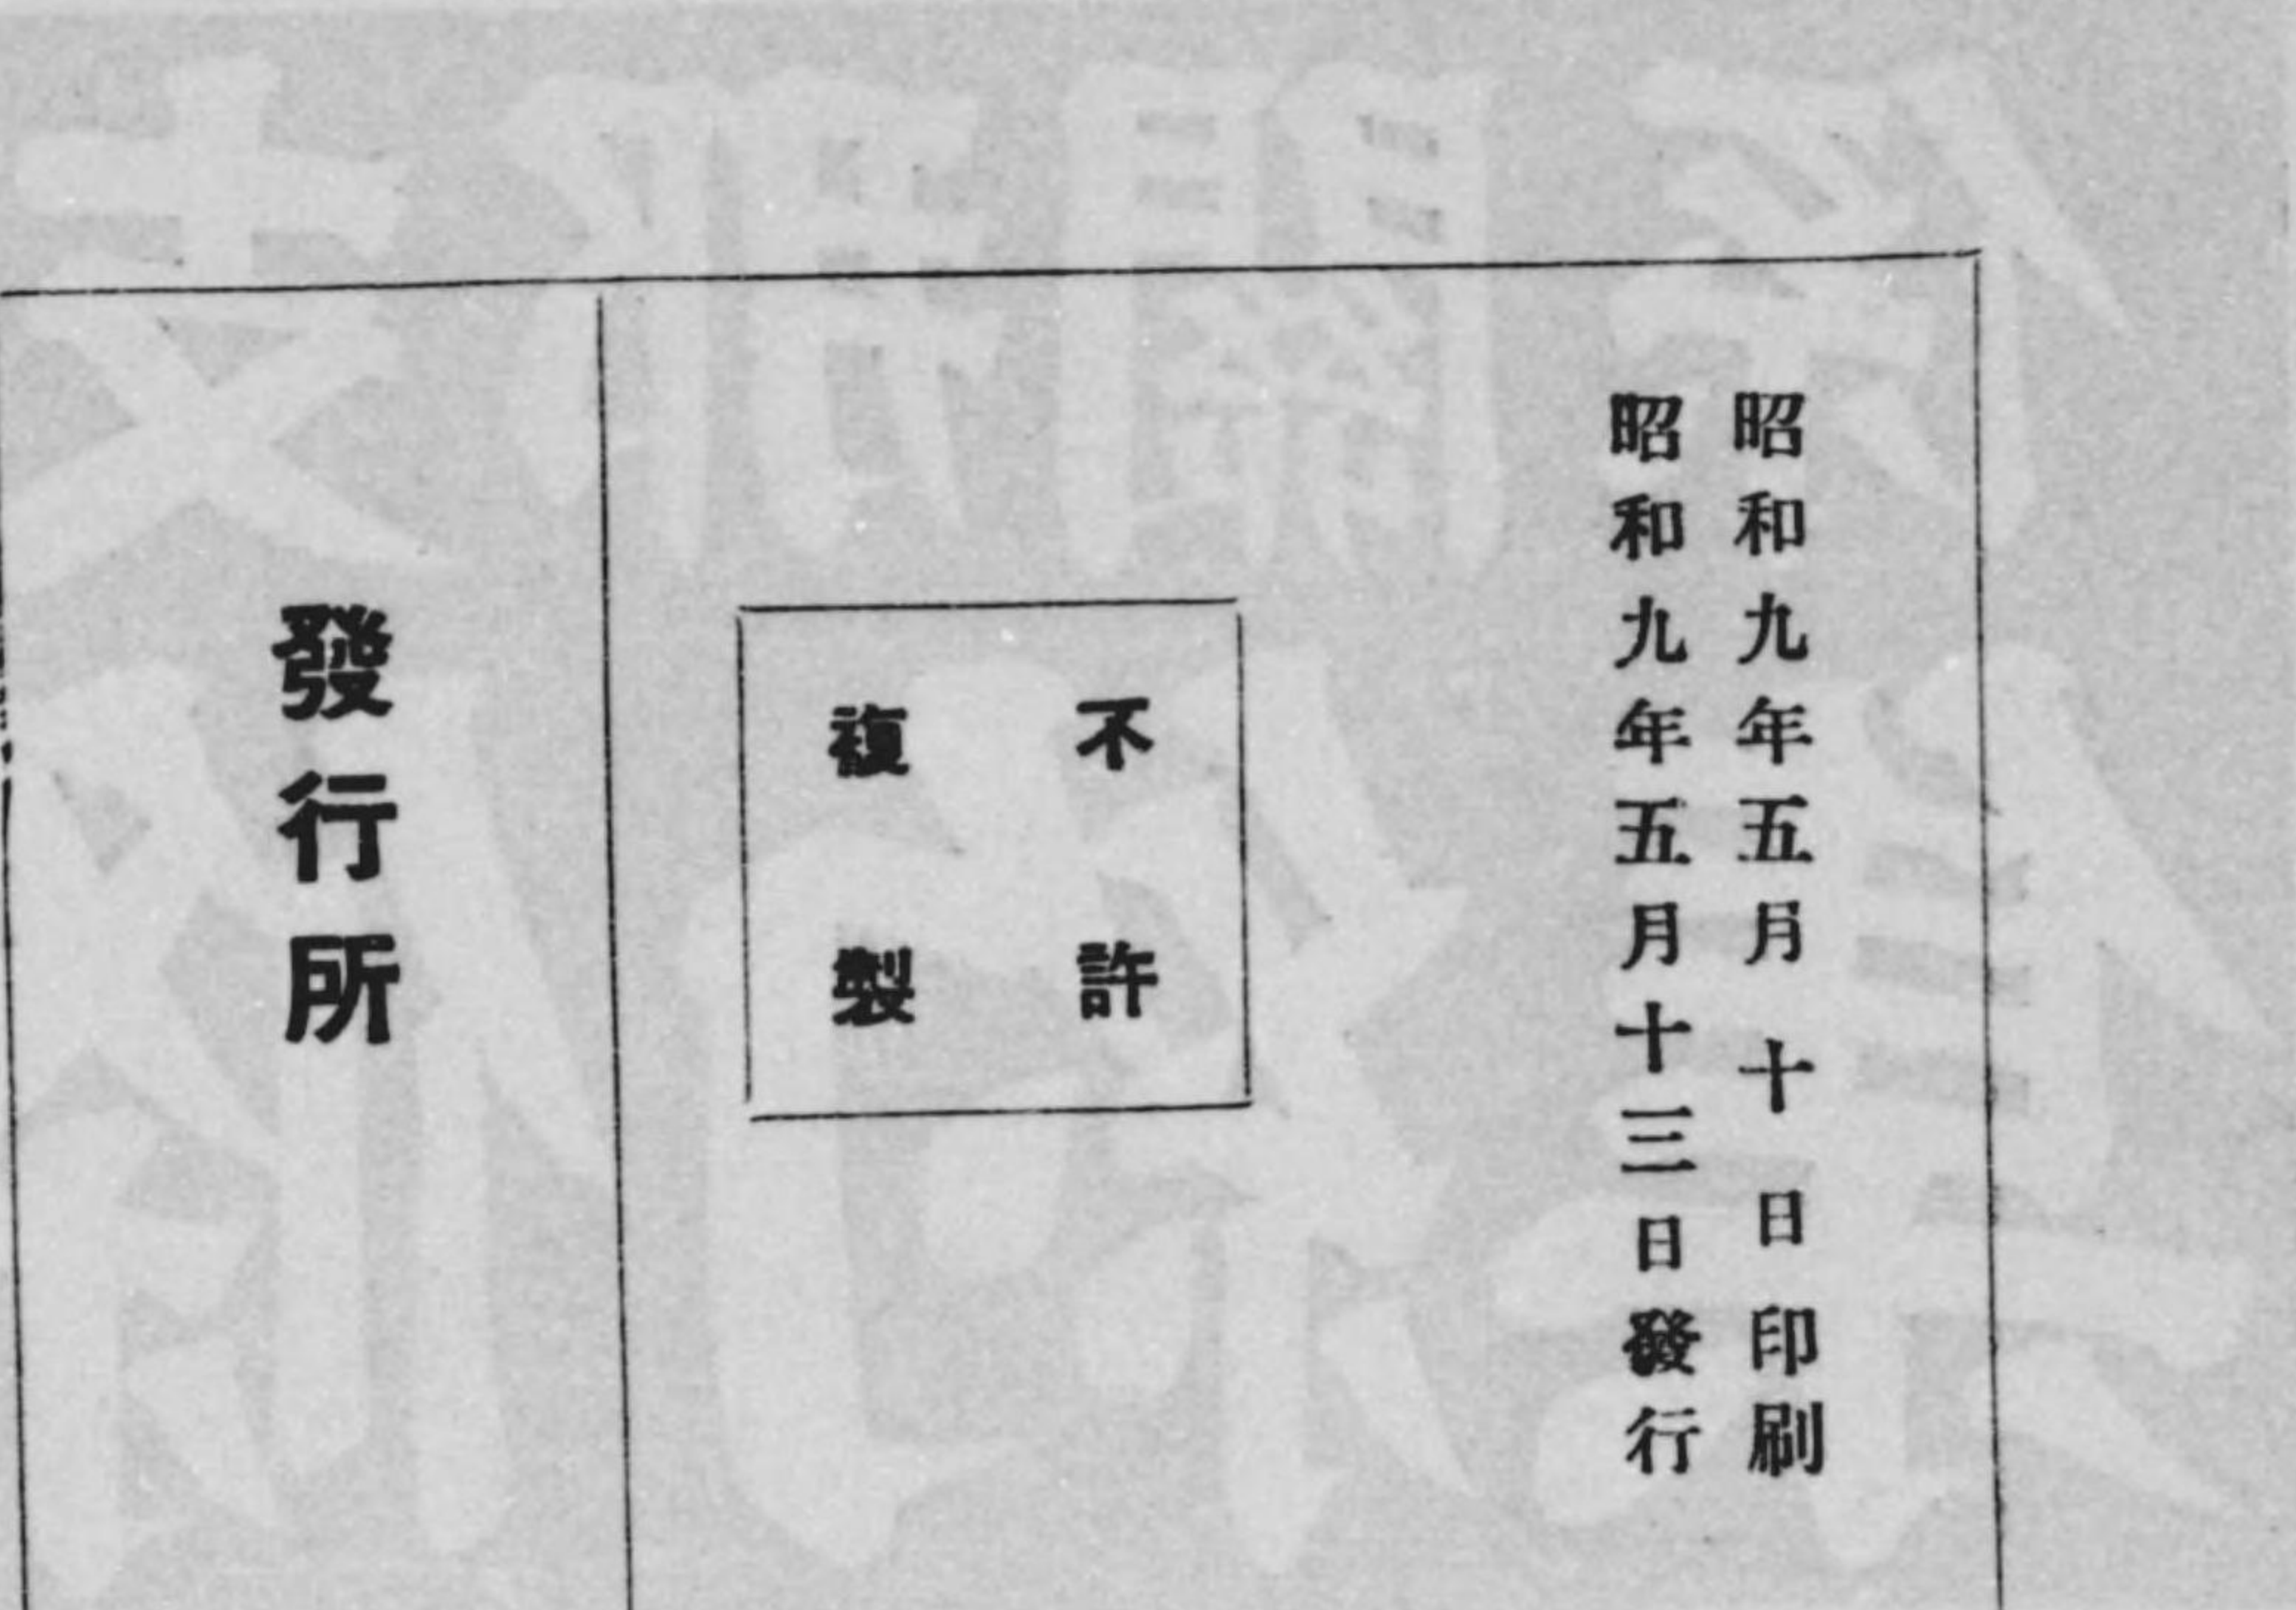 昭和九年五月十日印刷
昭和九年五月十三日發行
不許
複製
發行所